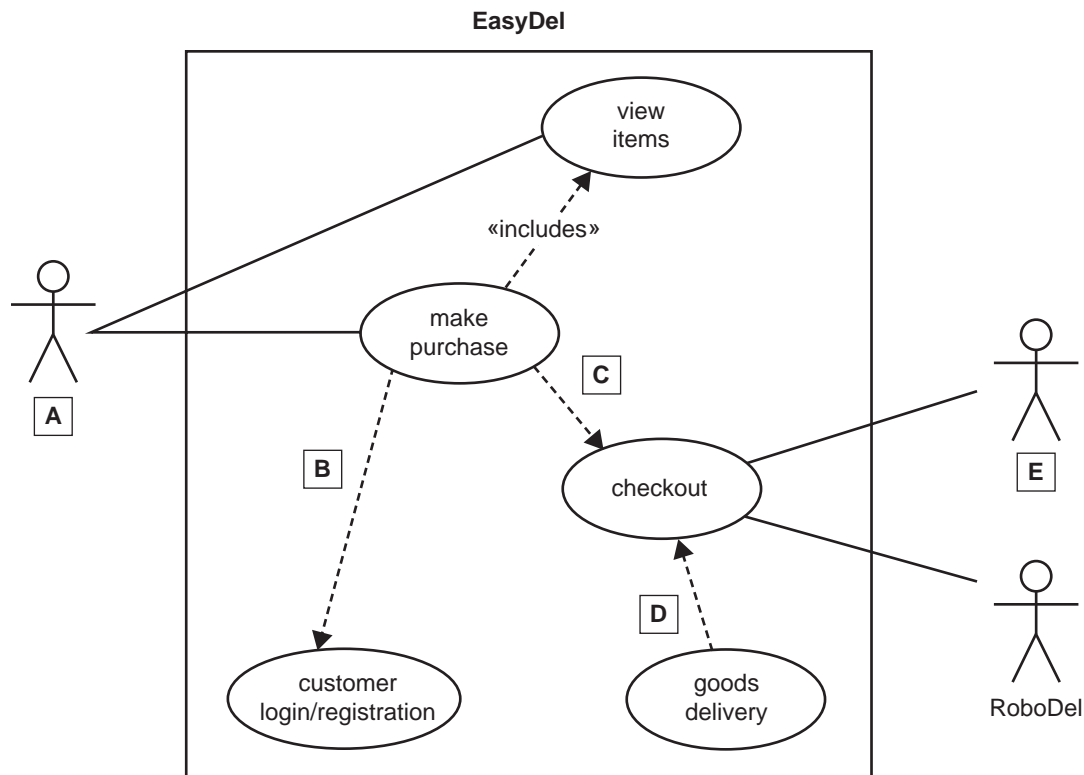 EasyDel
view
items
«includes»
make
purchase
A
C
B
E
checkout
D
customer
login/registration
goods
delivery
RoboDel